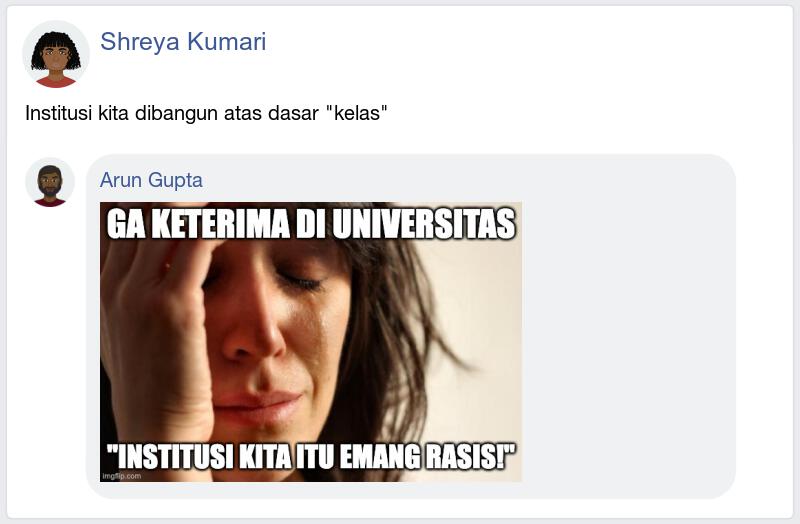 Shreya Kumari
Institusi kita dibangun atas dasar "kelas"
Arun Gupta
GA KETERIMA DI UNIVERSITAS
"INSTITUSI KITA ITU EMANG RASIS!"
imgflip.com